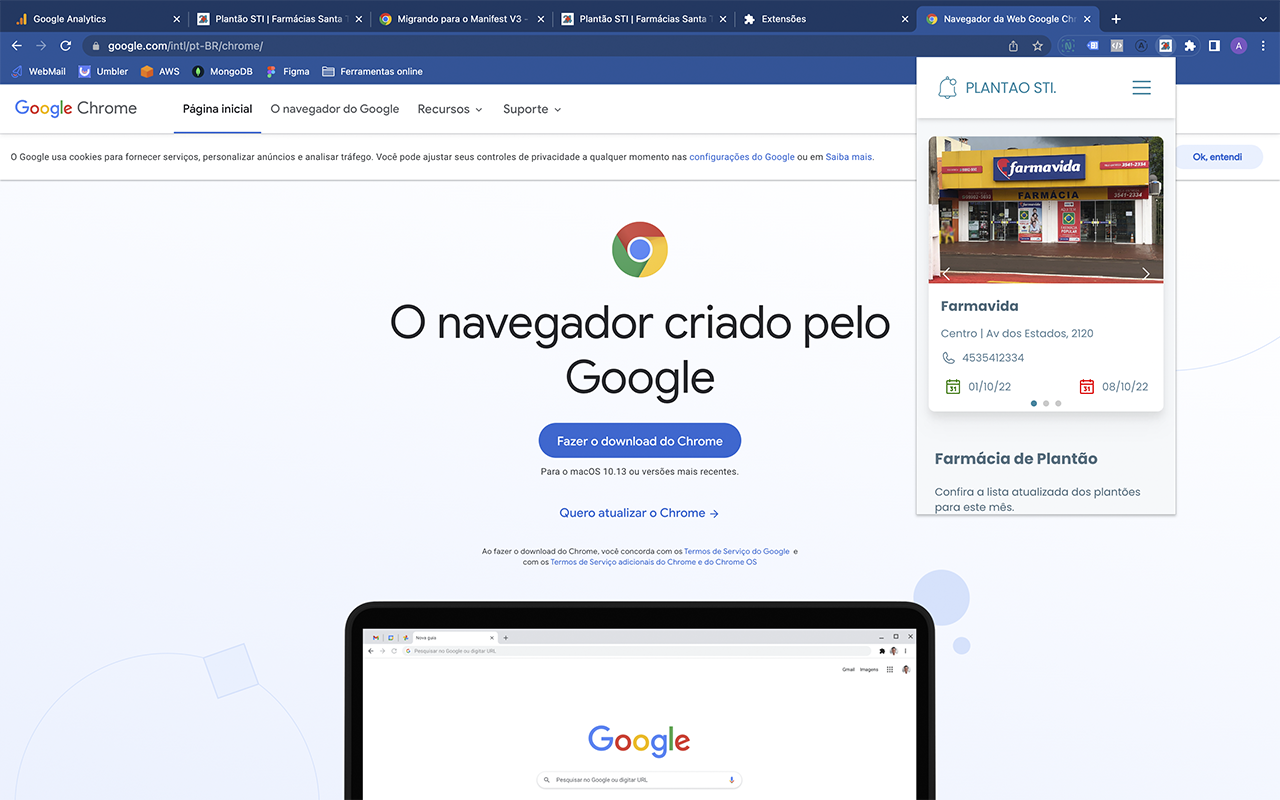 Google Analytics
Plantão STI | Farmácias Santa T
Migrando para o Manifest V3 -
Plantão STI | Farmácias Santa T
Extensões
Navegador da Web Google Chr
google.com/intl/pt-BR/chrome/
A
WebMail
Umbler
AWS
MongoDB
Figma
Ferramentas online
Google Chrome
Página inicial
O navegador do Google
Recursos
Suporte
O Google usa cookies para fornecer serviços, personalizar anúncios e analisar tráfego. Você pode ajustar seus controles de privacidade a qualquer momento nas configurações do Google ou em Saiba mais.
Ok, entendi
O navegador criado pelo
Google
Fazer o download do Chrome
Para o macOS 10.13 ou versões mais recentes.
Quero atualizar o Chrome →
Ao fazer o download do Chrome, você concorda com os Termos de Serviço do Google e
com os Termos de Serviço adicionais do Chrome e do Chrome OS
Nova guia
Pesquisar no Google ou digitar URL
Gmail Imagens
Google
Pesquisar no Google ou digitar URL
PLANTAO STI.
farmavida
3541-2334
FARMÁCIA
3541-2334
Farmavida
Centro | Av dos Estados, 2120
4535412334
01/10/22
08/10/22
Farmácia de Plantão
Confira a lista atualizada dos plantões
para este mês.